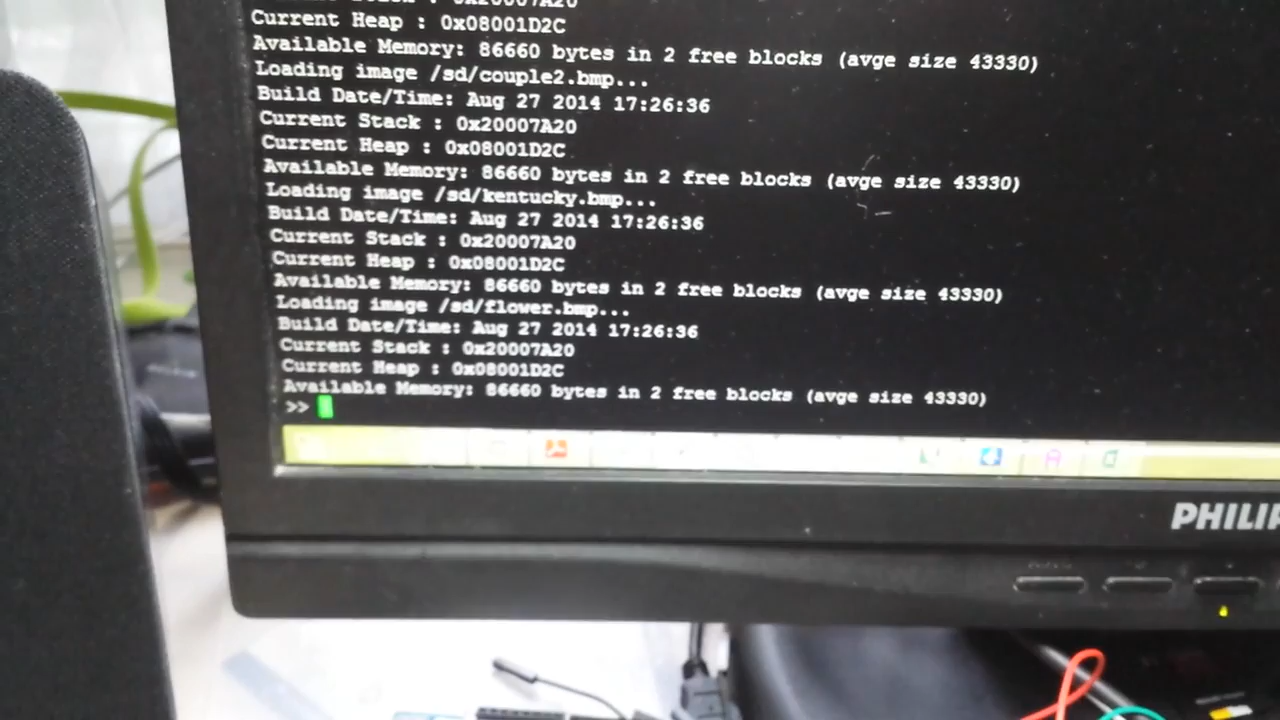 0x20007A20
Current Heap : 0x08001D2C
Available Memory: 86660 bytes in 2 free blocks (avge size 43330)
Loading image /sd/couple2.bmp...
Build Date/Time: Aug 27 2014 17:26:36
Current Stack : 0x20007A20
Current Heap : 0x08001D2C
Available Memory: 86660 bytes in 2 free blocks (avge size 43330)
Loading image /sd/kentucky.bmp...
Build Date/Time: Aug 27 2014 17:26:36
Current Stack : 0x20007A20
Current Heap : 0x08001D2C
Available Memory: 86660 bytes in 2 free blocks (avge size 43330)
Loading image /sd/flower.bmp...
Build Date/Time: Aug 27 2014 17:26:36
Current Stack : 0x20007A20
Current Heap : 0x08001D2C
Available Memory: 86660 bytes in 2 free blocks (avge size 43330)
>>
PHILIP